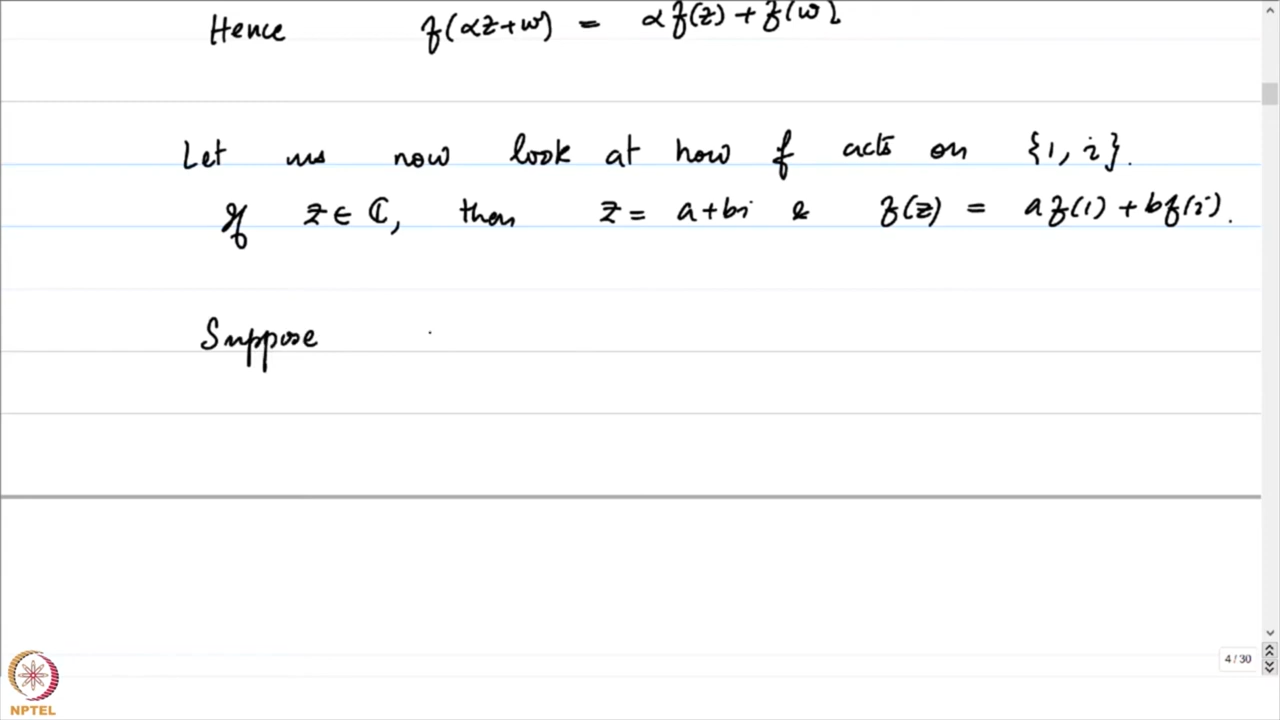 Hence f(αz+w) = αf(z) + f(w).
Let us now look at how f acts on {1, i}.
If z ∈ ℂ, then z = a+bi & f(z) = af(1) + bf(i).
Suppose
4 / 30
NPTEL